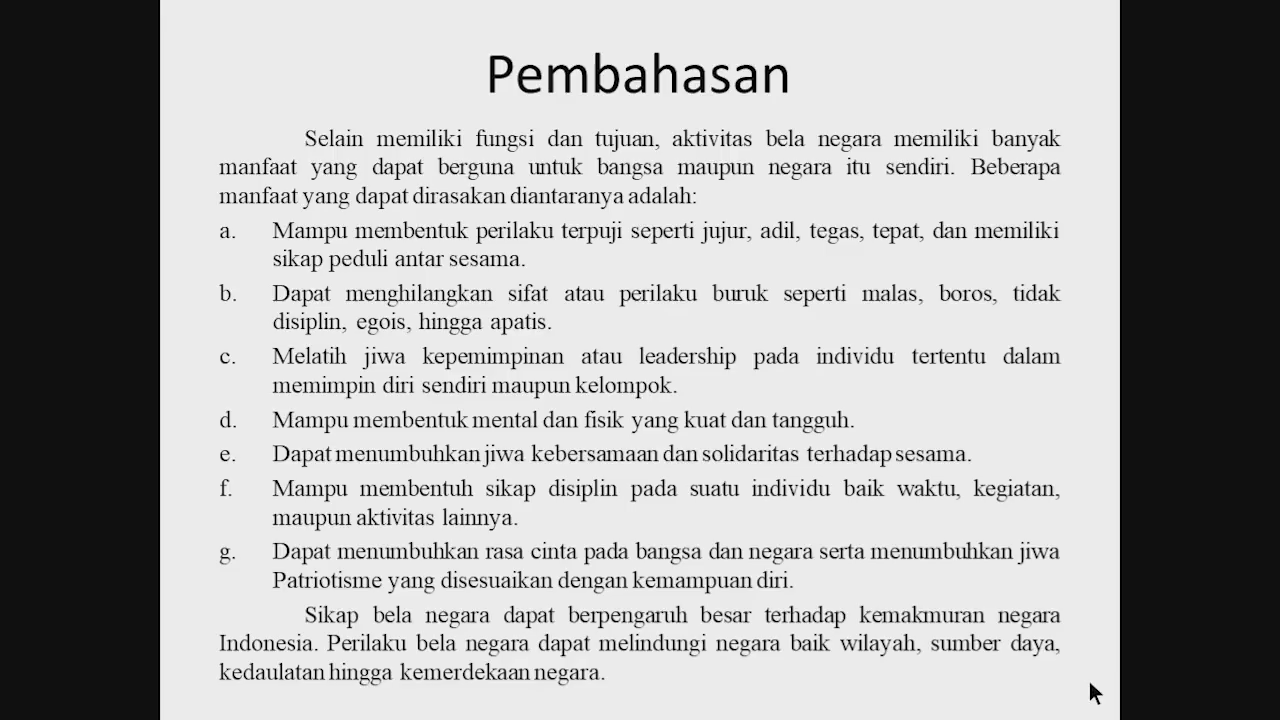 Pembahasan
Selain memiliki fungsi dan tujuan, aktivitas bela negara memiliki banyak
manfaat yang dapat berguna untuk bangsa maupun negara itu sendiri. Beberapa
manfaat yang dapat dirasakan diantaranya adalah:
a. Mampu membentuk perilaku terpuji seperti jujur, adil, tegas, tepat, dan memiliki
sikap peduli antar sesama.
b. Dapat menghilangkan sifat atau perilaku buruk seperti malas, boros, tidak
disiplin, egois, hingga apatis.
c. Melatih jiwa kepemimpinan atau leadership pada individu tertentu dalam
memimpin diri sendiri maupun kelompok.
d. Mampu membentuk mental dan fisik yang kuat dan tangguh.
e. Dapat menumbuhkan jiwa kebersamaan dan solidaritas terhadap sesama.
f. Mampu membentuh sikap disiplin pada suatu individu baik waktu, kegiatan,
maupun aktivitas lainnya.
g. Dapat menumbuhkan rasa cinta pada bangsa dan negara serta menumbuhkan jiwa
Patriotisme yang disesuaikan dengan kemampuan diri.
Sikap bela negara dapat berpengaruh besar terhadap kemakmuran negara
Indonesia. Perilaku bela negara dapat melindungi negara baik wilayah, sumber daya,
kedaulatan hingga kemerdekaan negara.